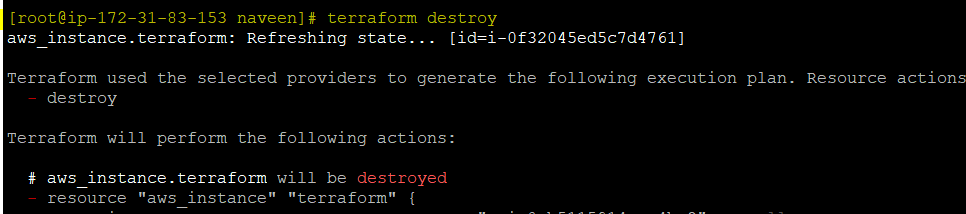 [root@ip-172-31-83-153 naveen]# terraform destroy
aws_instance.terraform: Refreshing state... [id=i-0f32045ed5c7d4761]
Terraform used the selected providers to generate the following execution plan. Resource actions
- destroy
Terraform will perform the following actions:
# aws_instance.terraform will be destroyed
- resource "aws_instance" "terraform" {